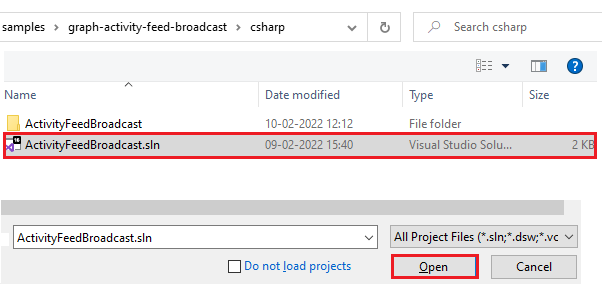 samples > graph-activity-feed-broadcast > csharp
Search csharp
Name Date modified Type Size
ActivityFeedBroadcast 10-02-2022 12:12 File folder
ActivityFeedBroadcast.sln 09-02-2022 15:40 Visual Studio Solu... 2 KB
ActivityFeedBroadcast.sln All Project Files (*.sln;*.dsw;*.vc
Do not load projects Open Cancel